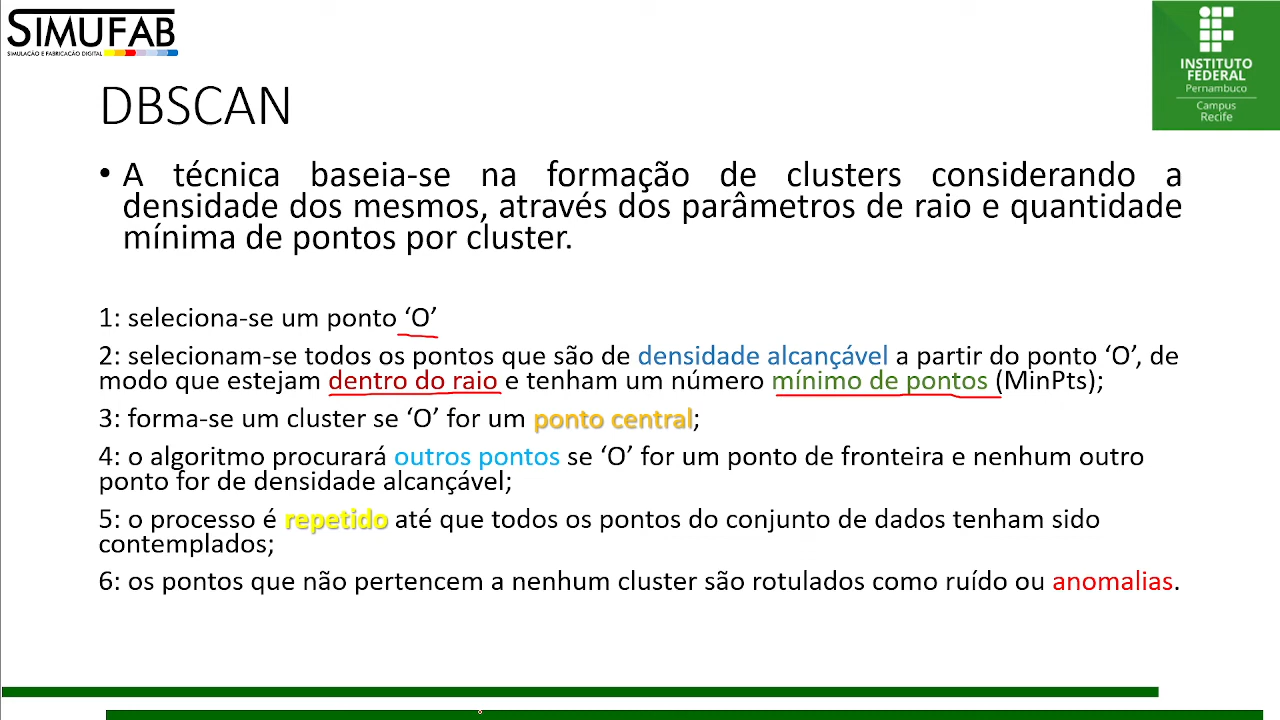 SIMUFAB
SIMULAÇÃO E FABRICAÇÃO DIGITAL
INSTITUTO
FEDERAL
Pernambuco
Campus
Recife
DBSCAN
• A técnica baseia-se na formação de clusters considerando a
densidade dos mesmos, através dos parâmetros de raio e quantidade
mínima de pontos por cluster.
1: seleciona-se um ponto ‘O’
2: selecionam-se todos os pontos que são de densidade alcançável a partir do ponto ‘O’, de
modo que estejam dentro do raio e tenham um número mínimo de pontos (MinPts);
3: forma-se um cluster se ‘O’ for um ponto central;
4: o algoritmo procurará outros pontos se ‘O’ for um ponto de fronteira e nenhum outro
ponto for de densidade alcançável;
5: o processo é repetido até que todos os pontos do conjunto de dados tenham sido
contemplados;
6: os pontos que não pertencem a nenhum cluster são rotulados como ruído ou anomalias.